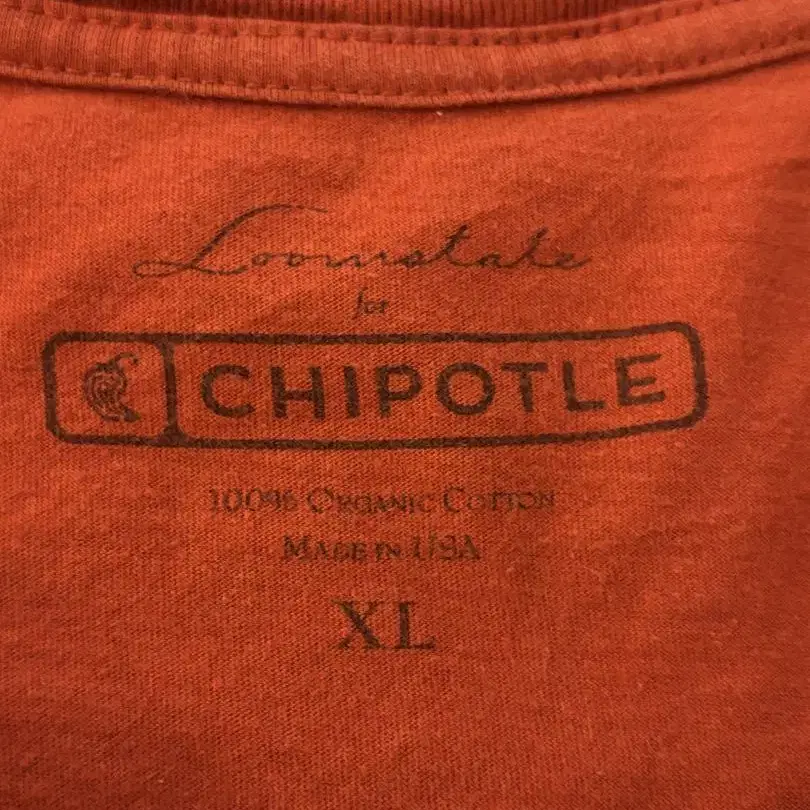 Loomstate
for
CHIPOTLE
100% ORGANIC COTTON
MADE IN USA
XL